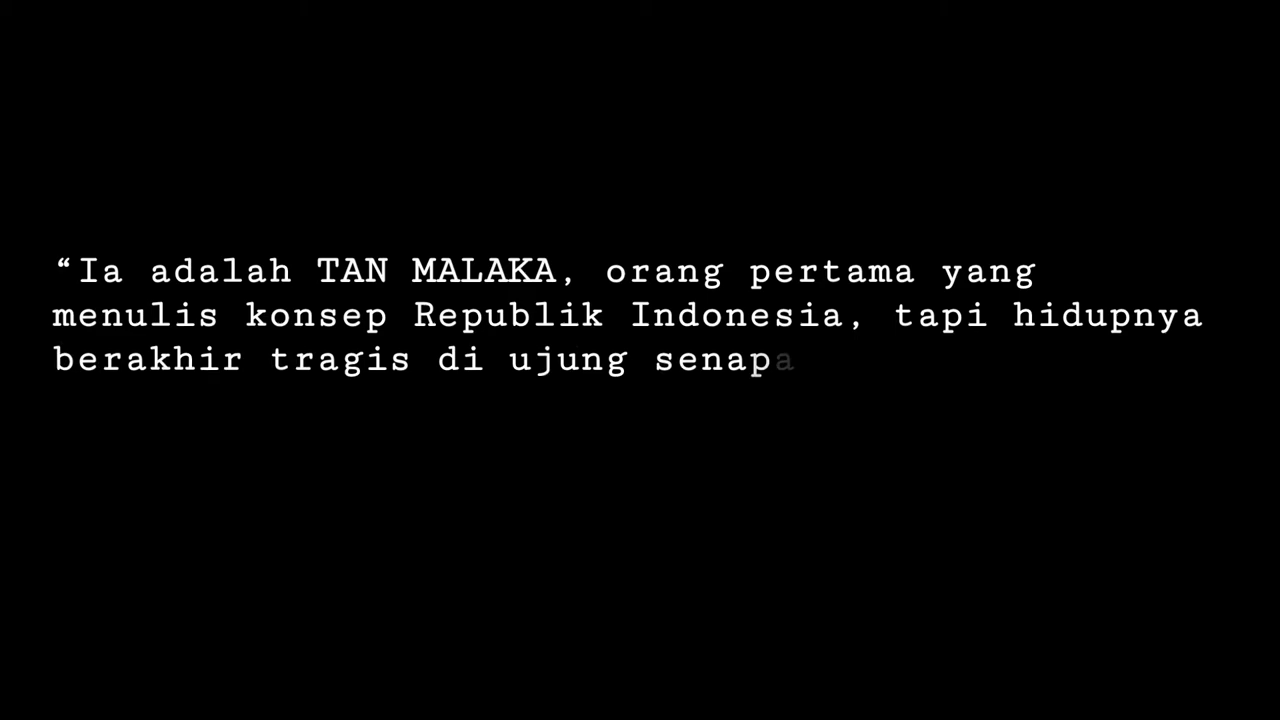 “Ia adalah TAN MALAKA, orang pertama yang
menulis konsep Republik Indonesia, tapi hidupnya
berakhir tragis di ujung senapa